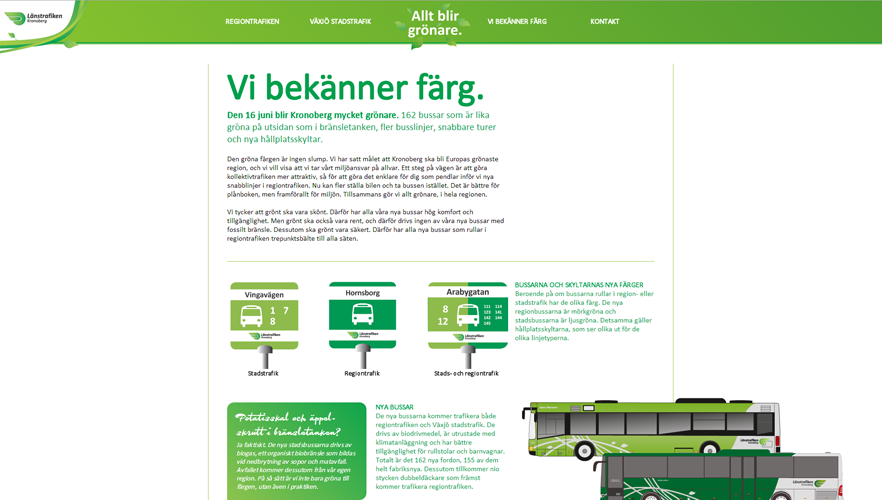 Länstrafiken
Kronoberg
REGIONTRAFIKEN
VÄXJÖ STADSTRAFIK
Allt blir
grönare.
VI BEKÄNNER FÄRG
KONTAKT
Vi bekänner färg.
Den 16 juni blir Kronoberg mycket grönare. 162 bussar som är lika
gröna på utsidan som i bränsletanken, fler busslinjer, snabbare turer
och nya hållplatsskyltar.
Den gröna färgen är ingen slump. Vi har satt målet att Kronoberg ska bli Europas grönaste
region, och vi vill visa att vi tar vårt miljöansvar på allvar. Ett steg på vägen är att göra
kollektivtrafiken mer attraktiv, så för att göra det enklare för dig som pendlar inför vi nya
snabblinjer i regiontrafiken. Nu kan fler ställa bilen och ta bussen istället. Det är bättre för
plånboken, men framförallt för miljön. Tillsammans gör vi allt grönare, i hela regionen.
Vi tycker att grönt ska vara skönt. Därför har alla våra nya bussar hög komfort och
tillgänglighet. Men grönt ska också vara rent, och därför drivs ingen av våra nya bussar med
fossilt bränsle. Dessutom ska grönt vara säkert. Därför har alla nya bussar som rullar i
regiontrafiken trepunktsbälte till alla säten.
Vingavägen
1 7
8
Länstrafiken
Kronoberg
Stadstrafik
Hornsborg
Länstrafiken
Kronoberg
Regiontrafik
Arabygatan
8
12
111 114
123 141
142 144
145
Länstrafiken
Kronoberg
Stads- och regiontrafik
BUSSARNA OCH SKYLTARNAS NYA FÄRGER
Beroende på om bussarna rullar i region- eller
stadstrafik har de olika färg. De nya
regionbussarna är mörkgröna och
stadsbussarna är ljusgröna. Detsamma gäller
hållplatsskyltarna, som ser olika ut för de
olika linjetyperna.
Potatisskal och äppel-
skrutt i bränsletanken?
Ja faktiskt. De nya stadsbussarna drivs av
biogas, ett organiskt biobränsle som bildas
vid nedbrytning av sopor och matavfall.
Avfallet kommer dessutom från vår egen
region. På så sätt är vi inte bara gröna till
färgen, utan även i praktiken.
NYA BUSSAR
De nya bussarna kommer trafikera både
regiontrafiken och Växjö stadstrafik. De
drivs av biodrivmedel, är utrustade med
klimatanläggning och har bättre
tillgänglighet för rullstolar och barnvagnar.
Totalt är det 162 nya fordon, 155 av dem
helt fabriksnya. Dessutom tillkommer nio
stycken dubbeldäckare som främst
kommer trafikera regiontrafiken.
Länstrafiken
Kronoberg
Länstrafiken
Kronoberg